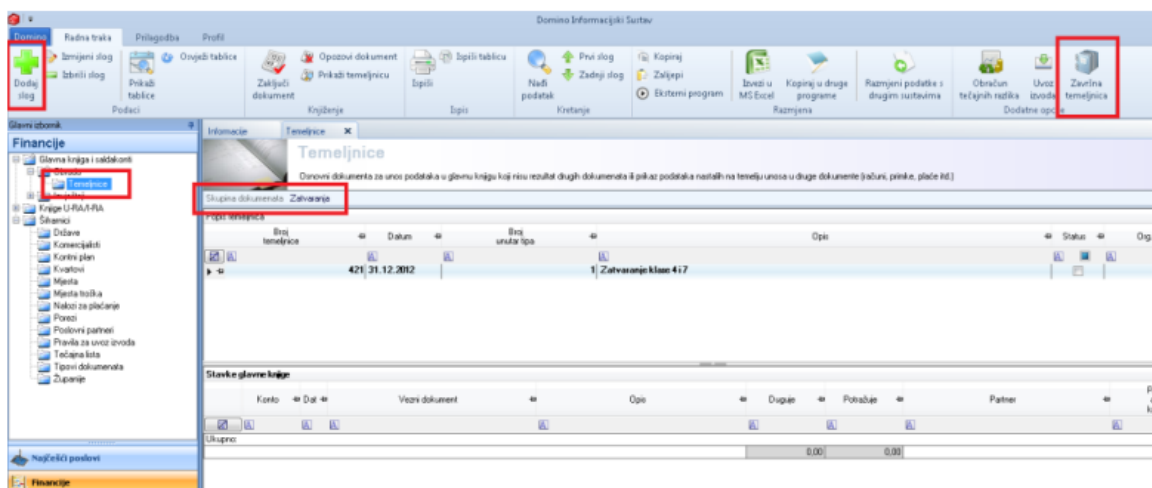 Domino Informacijski Sustav
Domino Radna traka Prilagodba Profil
Dodaj slog
Izmijeni slog
Izbriši slog
Prikaži tablice
Osvježi tablice
Podaci
Zaključi dokument
Opozovi dokument
Prikaži temeljnicu
Knjiženje
Ispiši
Ispiši tablicu
Ispis
Nađi podatak
Prvi slog
Zadnji slog
Kretanje
Kopiraj
Zalijepi
Eksterni program
Izvezi u MS Excel
Kopiraj u druge programe
Razmjena
Razmjeni podatke s drugim sustavima
Obračun tečajnih razlika
Uvoz izvoda
Završna temeljnica
Dodatne opcije
Glavni izbornik
Financije
Glavna knjiga i saldakonti
Obrada
Temeljnice
Izvještaji
Knjige U-RA/I-RA
Šifarnici
Države
Komercijalisti
Kontni plan
Kvartovi
Mjesta
Mjesta troška
Nalozi za plaćanje
Porezi
Poslovni partneri
Pravila za uvoz izvoda
Tečajna lista
Tipovi dokumenata
Županije
Najčešći poslovi
Financije
Informacije Temeljnice
Temeljnice
Osnovni dokumenta za unos podataka u glavnu knjigu koji nisu rezultat drugih dokumenata ili prikaz podataka nastalih na temelju unosa u druge dokumente (računi, primke, plaće itd.)
Skupina dokumenata Zatvaranja
Popis temeljnica
Broj temeljnice Datum Broj unutar tipa Opis Status Org.
421 31.12.2012 1 Zatvaranje klase 4 i 7
Stavke glavne knjige
Konto Dat Vezni dokument Opis Duguje Potražuje Partner
Ukupno:
0,00 0,00